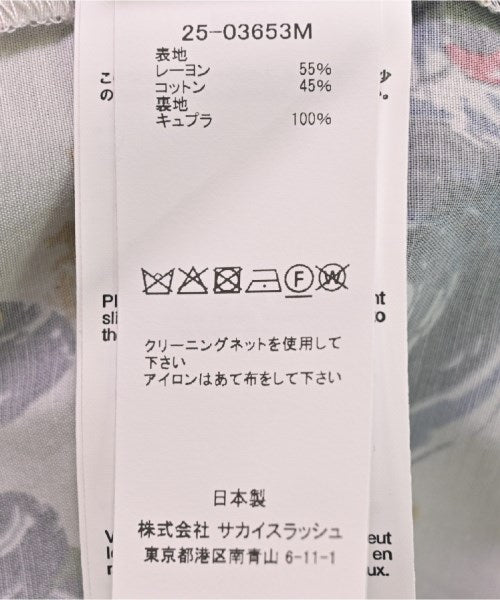 25-03653M
表地
レーヨン 55%
コットン 45%
裏地
キュプラ 100%
F
W
クリーニングネットを使用して
下さい
アイロンはあて布をして下さい
日本製
株式会社 サカイスラッシュ
東京都港区南青山 6-11-1